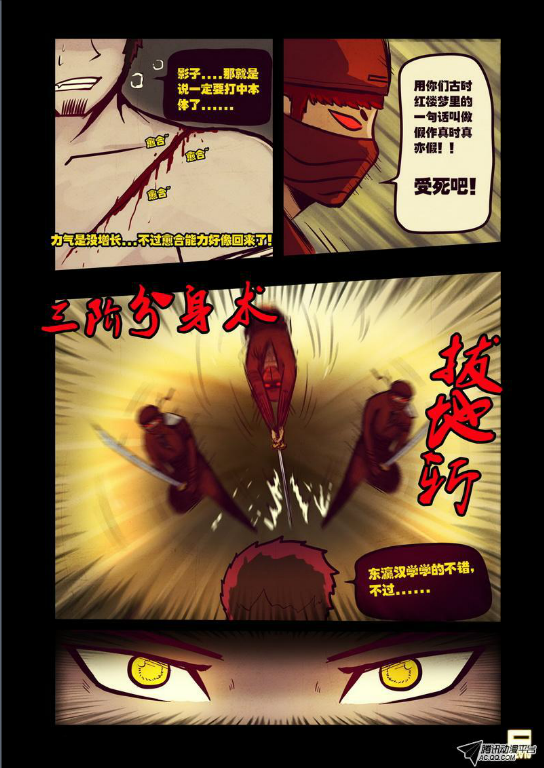 影子....那就是
说一定要打中本
体了......
愈合~
愈合~
愈合~
力气是没增长...不过愈合能力好像回来了!
用你们古时
红楼梦里的
一句话叫做
假作真时真
亦假!!
受死吧!
三阶分身术
拔地斩
东瀛汉学学的不错,
不过......
腾讯动漫平台
AC.QQ.COM